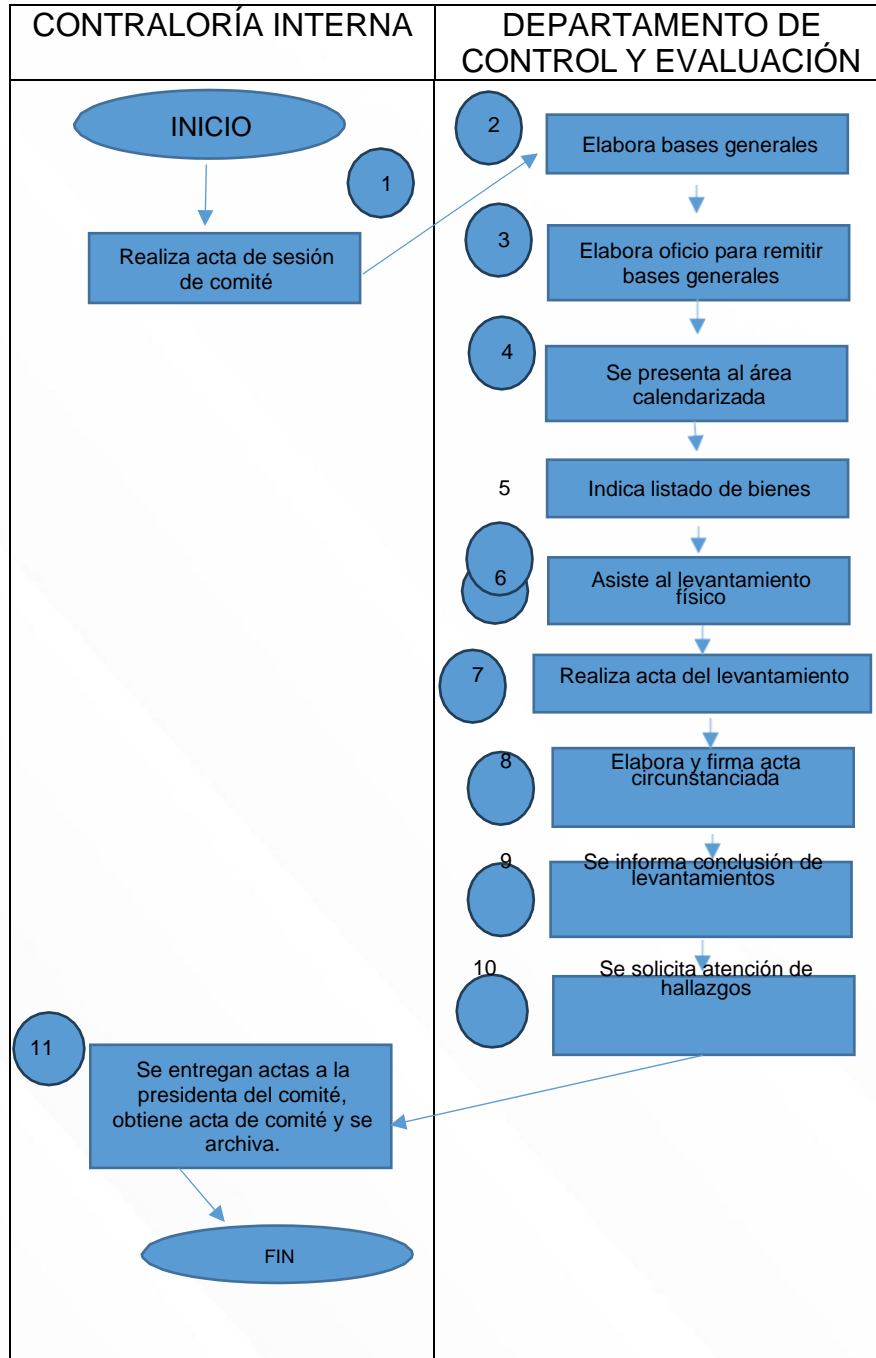 CONTRALORÍA INTERNA
DEPARTAMENTO DE
CONTROL Y EVALUACIÓN
INICIO
1
Realiza acta de sesión
de comité
2
Elabora bases generales
3
Elabora oficio para remitir
bases generales
4
Se presenta al área
calendarizada
5
Indica listado de bienes
6
Asiste al levantamiento
físico
7
Realiza acta del levantamiento
8
Elabora y firma acta
circunstanciada
9
Se informa conclusión de
levantamientos
10
Se solicita atención de
hallazgos
11
Se entregan actas a la
presidenta del comité,
obtiene acta de comité y se
archiva.
FIN